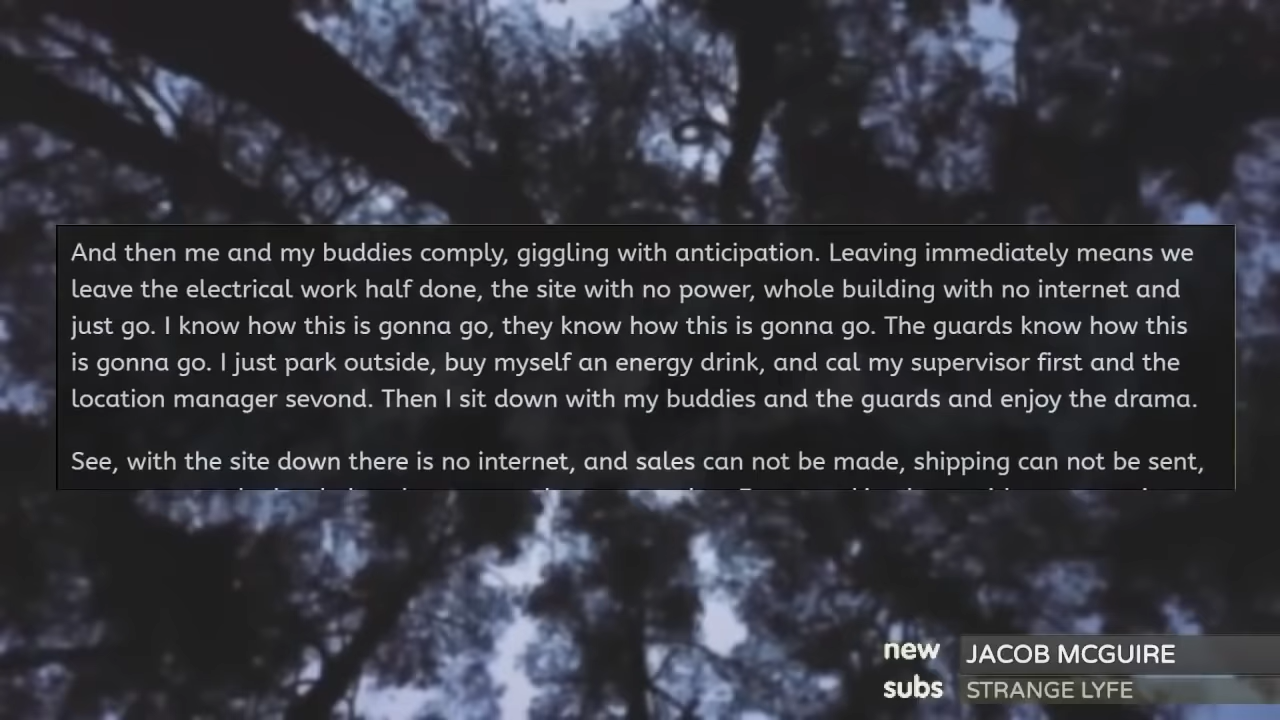 And then me and my buddies comply, giggling with anticipation. Leaving immediately means we
leave the electrical work half done, the site with no power, whole building with no internet and
just go. I know how this is gonna go, they know how this is gonna go. The guards know how this
is gonna go. I just park outside, buy myself an energy drink, and cal my supervisor first and the
location manager sevond. Then I sit down with my buddies and the guards and enjoy the drama.
See, with the site down there is no internet, and sales can not be made, shipping can not be sent,
new JACOB MCGUIRE
subs STRANGE LYFE